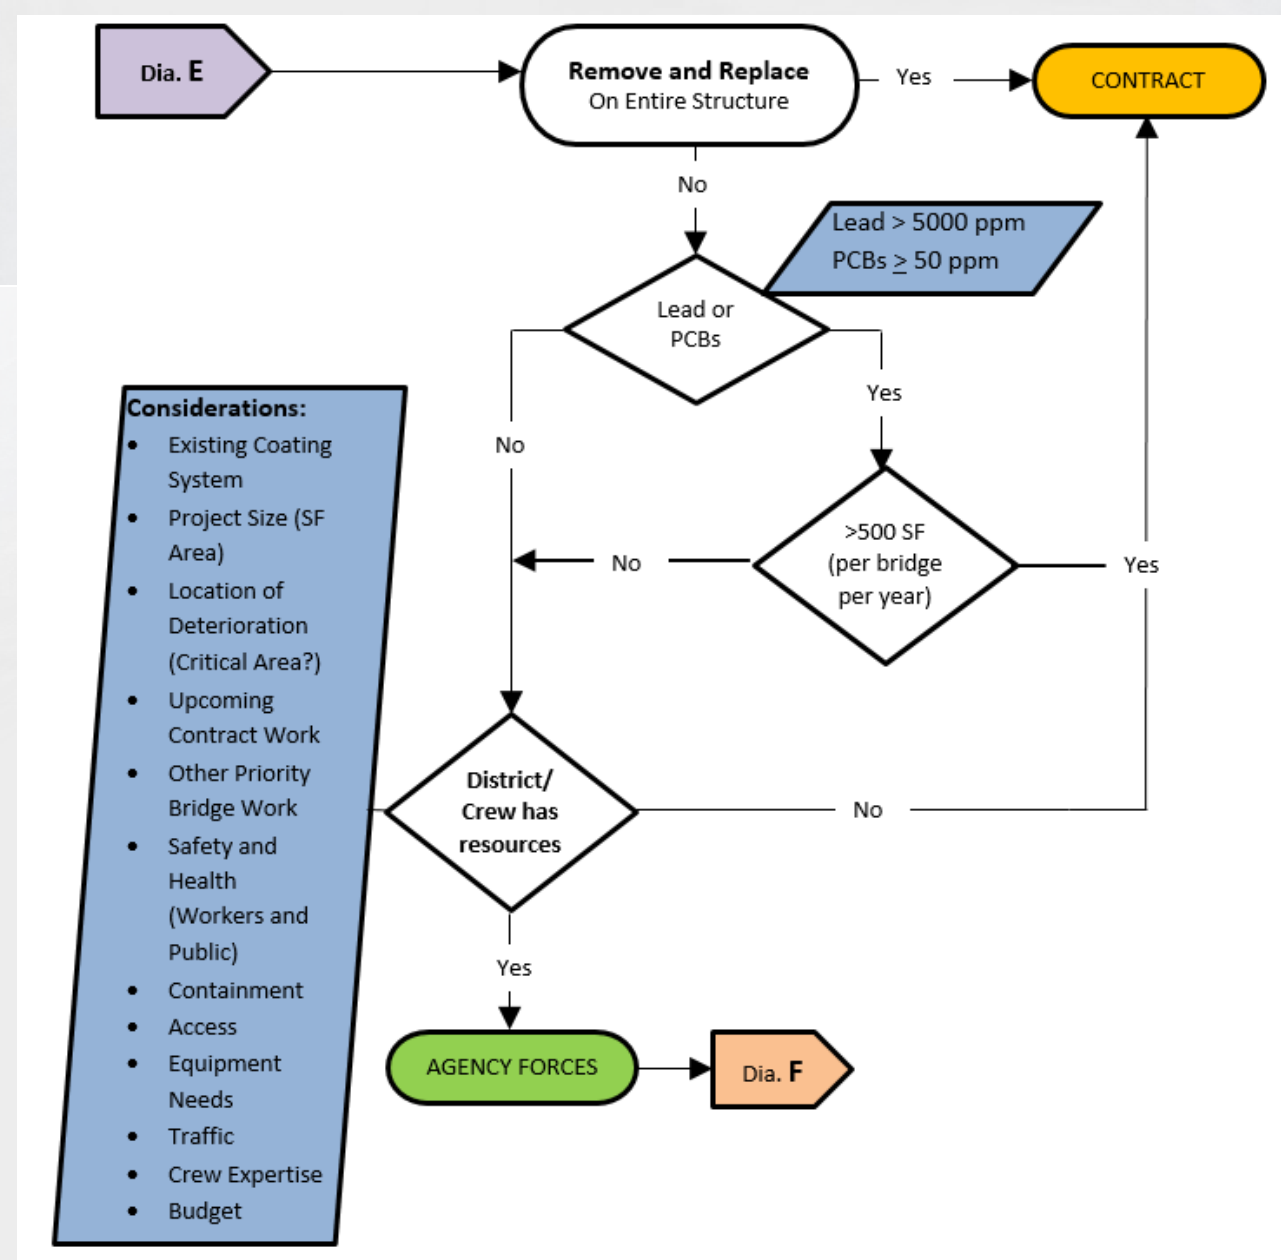 Dia. E
Remove and Replace
On Entire Structure
Yes
CONTRACT
No
Lead > 5000 ppm
PCBs ≥ 50 ppm
Lead or
PCBs
Yes
No
Considerations:
• Existing Coating
System
• Project Size (SF
Area)
• Location of
Deterioration
(Critical Area?)
• Upcoming
Contract Work
• Other Priority
Bridge Work
• Safety and
Health
(Workers and
Public)
• Containment
• Access
• Equipment
Needs
• Traffic
• Crew Expertise
• Budget
>500 SF
(per bridge
per year)
No
Yes
District/
Crew has
resources
No
Yes
AGENCY FORCES
Dia. F